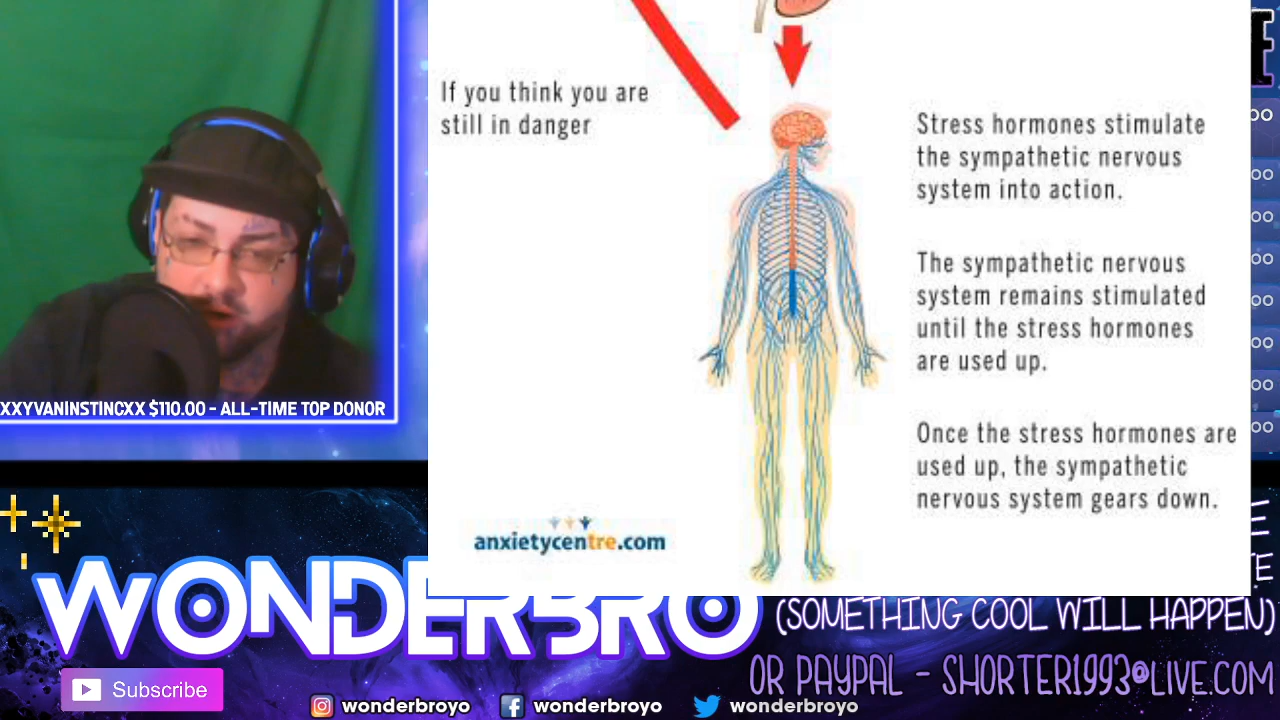 If you think you are
still in danger
Stress hormones stimulate
the sympathetic nervous
system into action.
The sympathetic nervous
system remains stimulated
until the stress hormones
are used up.
Once the stress hormones are
used up, the sympathetic
nervous system gears down.
anxietycentre.com
XXYVANINSTINCXX $110.00 - ALL-TIME TOP DONOR
WONDERBRO
(SOMETHING COOL WILL HAPPEN)
OR PAYPAL - SHORTER1993@LIVE.COM
Subscribe
wonderbroyo
wonderbroyo
wonderbroyo